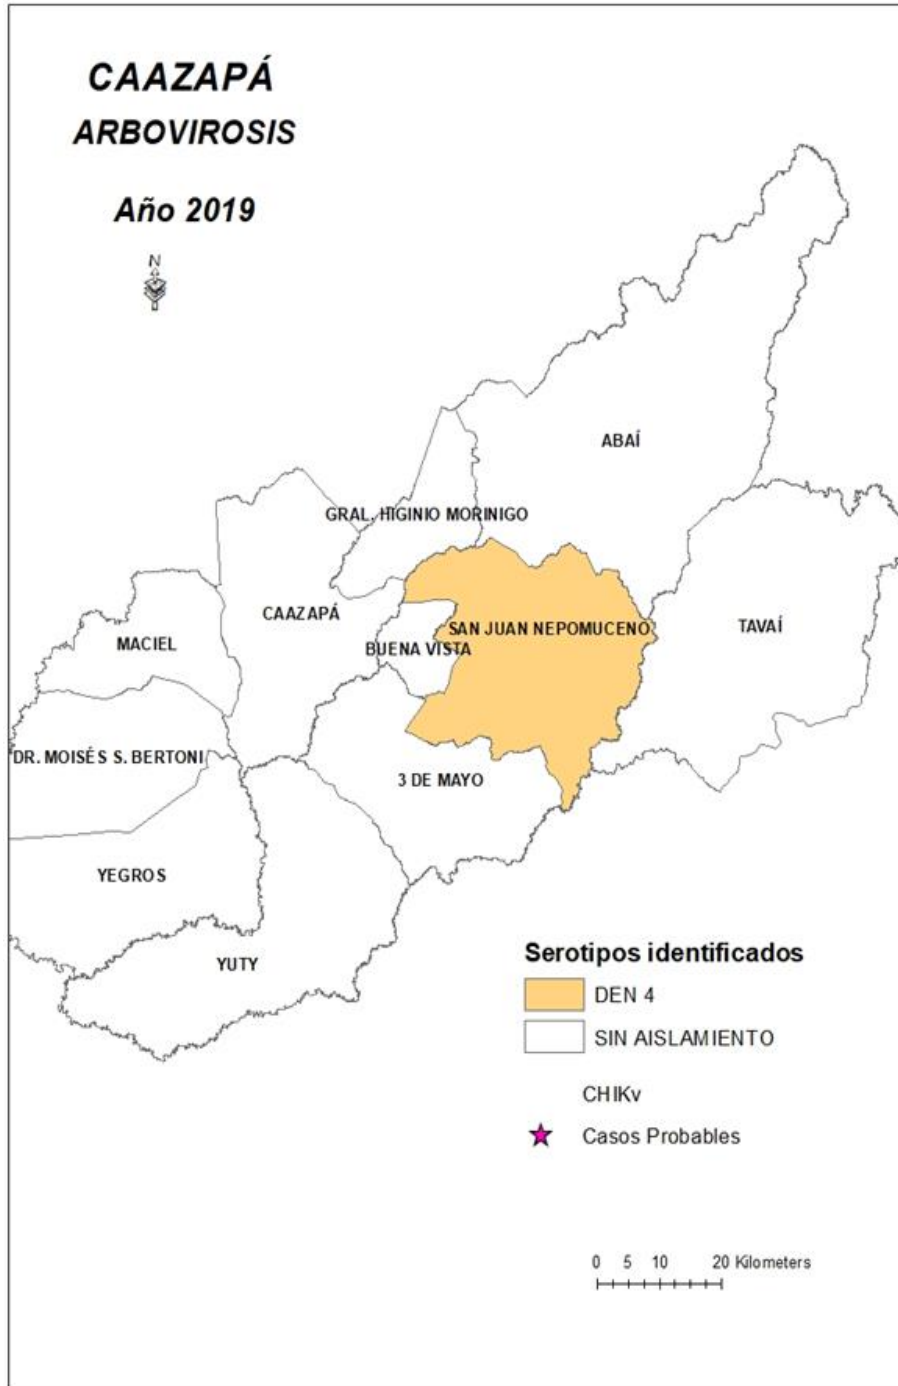 CAAZAPÁ
ARBOVIROSIS
Año 2019
N
ABAÍ
GRAL. HIGINIO MORINIGO
CAAZAPÁ
SAN JUAN NEPOMUCENO
TAVAÍ
MACIEL
BUENA VISTA
DR. MOISÉS S. BERTONI
3 DE MAYO
YEGROS
YUTY
Serotipos identificados
DEN 4
SIN AISLAMIENTO
CHIKv
Casos Probables
0 5 10 20 Kilometers